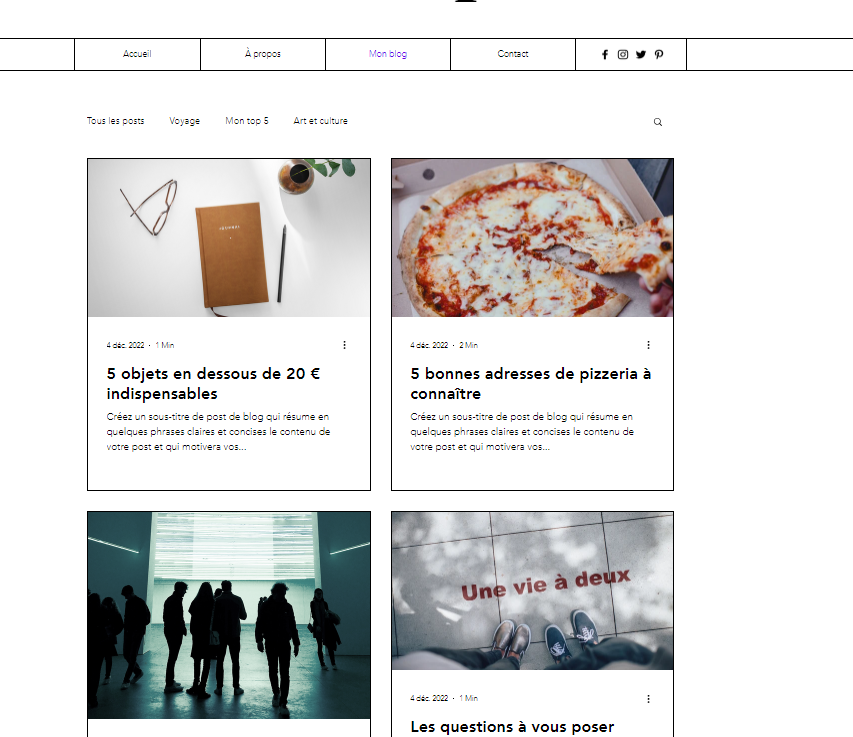 Accueil
À propos
Mon blog
Contact
Tous les posts
Voyage
Mon top 5
Art et culture
JOURNAL
4 déc. 2022 · 1 Min
5 objets en dessous de 20 €
indispensables
Créez un sous-titre de post de blog qui résume en
quelques phrases claires et concises le contenu de
votre post et qui motivera vos...
4 déc. 2022 · 2 Min
5 bonnes adresses de pizzeria à
connaître
Créez un sous-titre de post de blog qui résume en
quelques phrases claires et concises le contenu de
votre post et qui motivera vos...
Une vie à deux
4 déc. 2022 · 1 Min
Les questions à vous poser